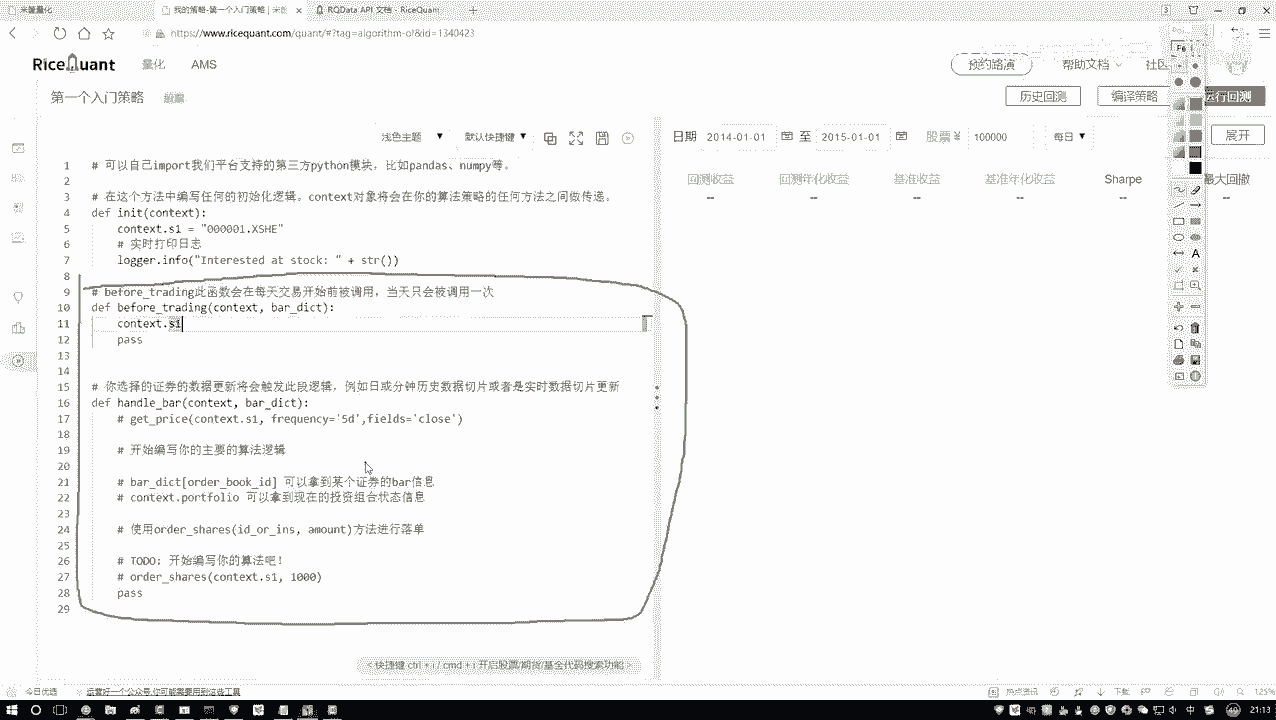 米筐量化
我的策略-第一个入门策略 | 米筐
RQData API 文档 - RiceQuant
https://www.ricequant.com/quant/#?tag=algorithm-ol&id=1340423
RiceQuant 量化 AMS 预约路演 帮助文档 社区
第一个入门策略 历史回测 编译策略 运行回测
浅色主题 默认快捷键 日期 2014-01-01 至 2015-01-01 股票 ¥ 100000 每日 展开
回测收益 回测年化收益 基准收益 基准年化收益 Sharpe 最大回撤
-- -- -- -- -- --
1 # 可以自己import我们平台支持的第三方python模块，比如pandas、numpy等。
2
3 # 在这个方法中编写任何的初始化逻辑。context对象将会在你的算法策略的任何方法之间做传递。
4 def init(context):
5 context.s1 = "000001.XSHE"
6 # 实时打印日志
7 logger.info("Interested at stock: " + str())
8
9 # before_trading此函数会在每天交易开始前被调用，当天只会被调用一次
10 def before_trading(context, bar_dict):
11 context.s1
12 pass
13
14
15 # 你选择的证券的数据更新将会触发此段逻辑，例如日或分钟历史数据切片或者是实时数据切片更新
16 def handle_bar(context, bar_dict):
17 # get_price(context.s1, frequency='5d',fields='close')
18
19 # 开始编写你的主要的算法逻辑
20
21 # bar_dict[order_book_id] 可以拿到某个证券的bar信息
22 # context.portfolio 可以拿到现在的投资组合状态信息
23
24 # 使用order_shares(id_or_ins, amount)方法进行落单
25
26 # TODO: 开始编写你的算法吧！
27 # order_shares(context.s1, 1000)
28 pass
29
快捷键 ctrl + i / cmd + i 开启股票/期货/基金代码搜索功能
今日优选 运营好一个公众号,你可能需要用到这些工具 热点资讯 下载 125%
中 21:13